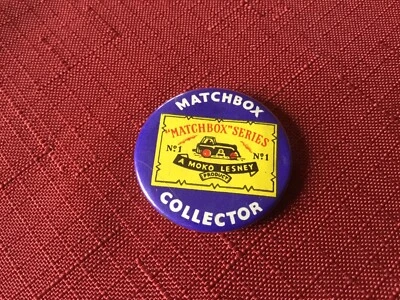 MATCHBOX
"MATCHBOX" SERIES
No1 No1
A MOKO LESNEY
PRODUCT
COLLECTOR